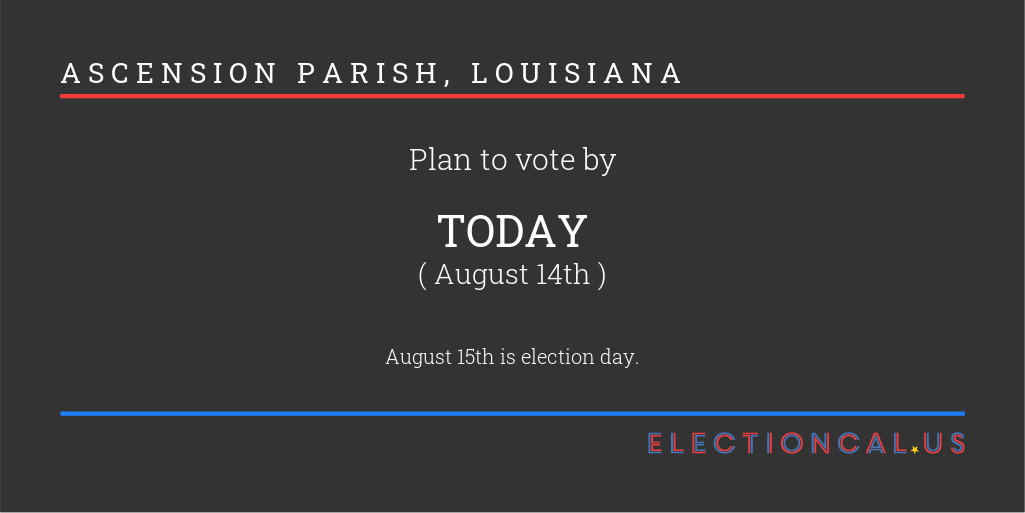 ASCENSION PARISH, LOUISIANA
Plan to vote by
TODAY
( August 14th )
August 15th is election day.
ELECTIONCAL.US